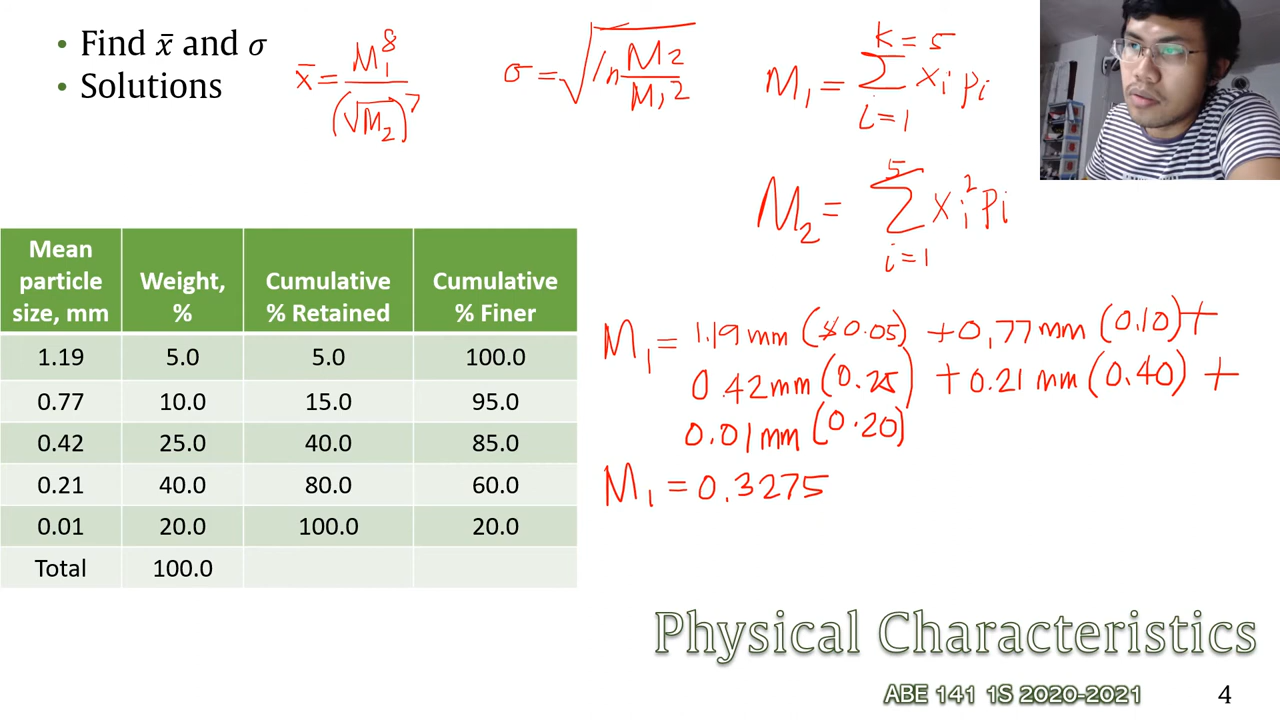 • Find x̄ and σ
• Solutions
x̄ = M₁⁸ / (√M₂)⁷
σ = √(ln M₂ / M₁²)
K = 5
M₁ = Σ xᵢ pᵢ
i = 1
5
M₂ = Σ xᵢ² pᵢ
i = 1
Mean particle size, mm | Weight, % | Cumulative % Retained | Cumulative % Finer
1.19 | 5.0 | 5.0 | 100.0
0.77 | 10.0 | 15.0 | 95.0
0.42 | 25.0 | 40.0 | 85.0
0.21 | 40.0 | 80.0 | 60.0
0.01 | 20.0 | 100.0 | 20.0
Total | 100.0
M₁ = 1.19 mm (0.05) + 0,77 mm (0.10) +
0.42 mm (0.25) + 0.21 mm (0.40) +
0.01 mm (0.20)
M₁ = 0.3275
Physical Characteristics
ABE 141 1S 2020-2021
4